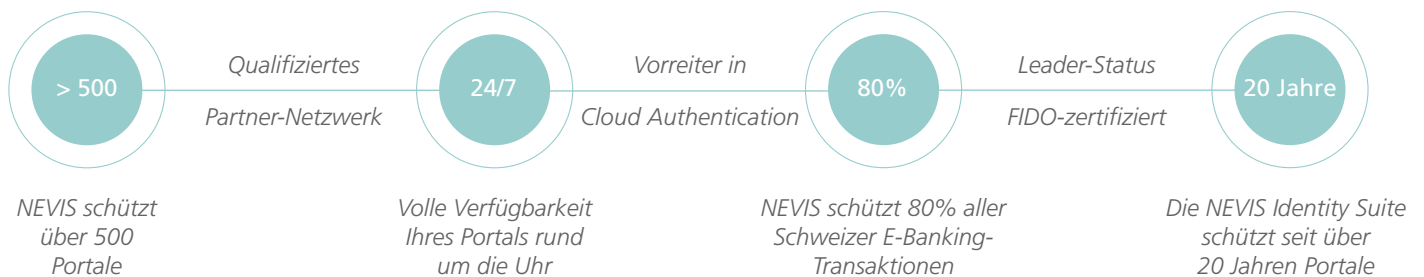 > 500
Qualifiziertes
Partner-Netzwerk
24/7
Vorreiter in
Cloud Authentication
80%
Leader-Status
FIDO-zertifiziert
20 Jahre
NEVIS schützt
über 500
Portale
Volle Verfügbarkeit
Ihres Portals rund
um die Uhr
NEVIS schützt 80% aller
Schweizer E-Banking-
Transaktionen
Die NEVIS Identity Suite
schützt seit über
20 Jahren Portale